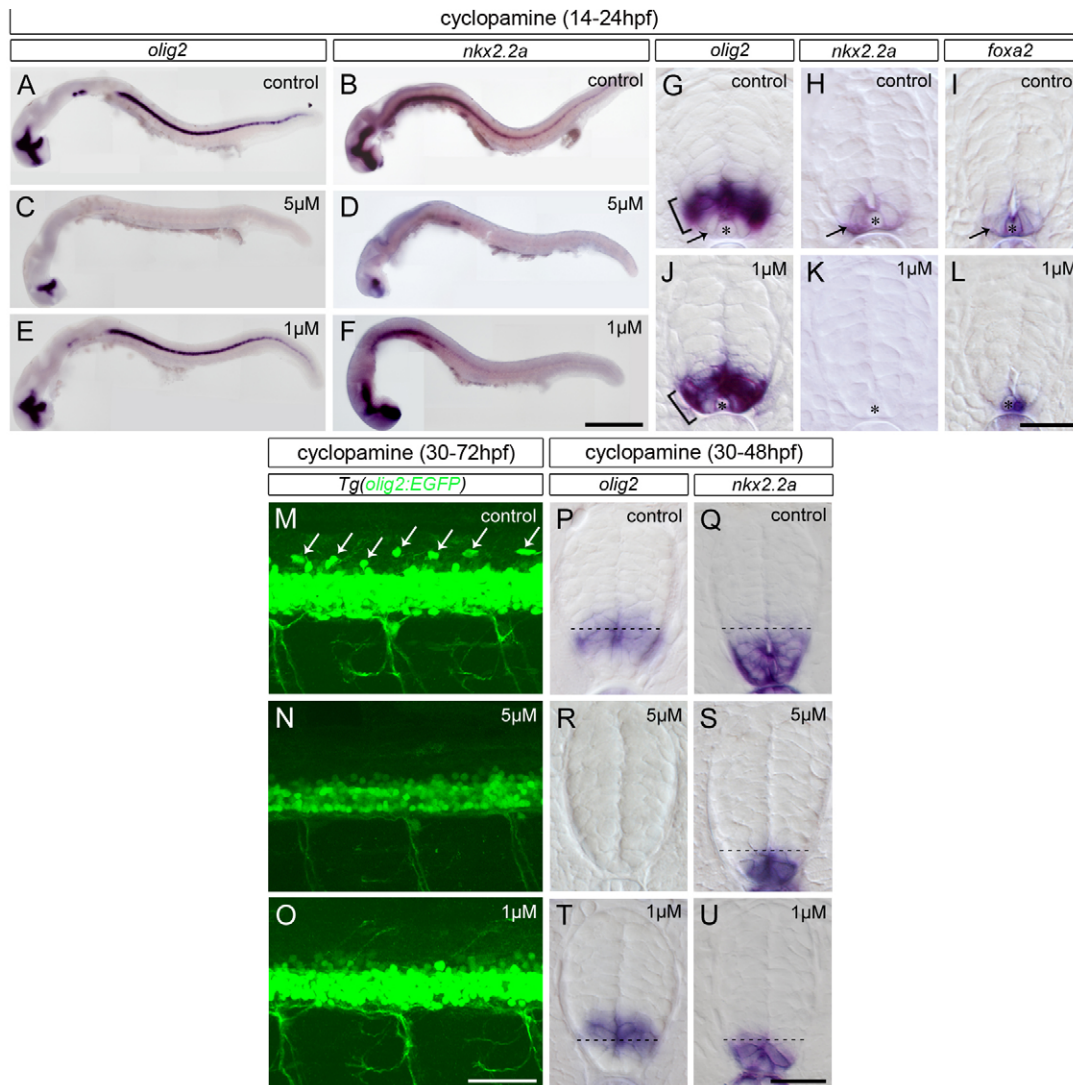 cyclopamine (14-24hpf)
olig2 nkx2.2a olig2 nkx2.2a foxa2
A control B control G control H control I control
C 5µM D 5µM
E 1µM F 1µM J 1µM K 1µM L 1µM
* * *
* * *
cyclopamine (30-72hpf) cyclopamine (30-48hpf)
Tg(olig2:EGFP) olig2 nkx2.2a
M control P control Q control
N 5µM R 5µM S 5µM
O 1µM T 1µM U 1µM